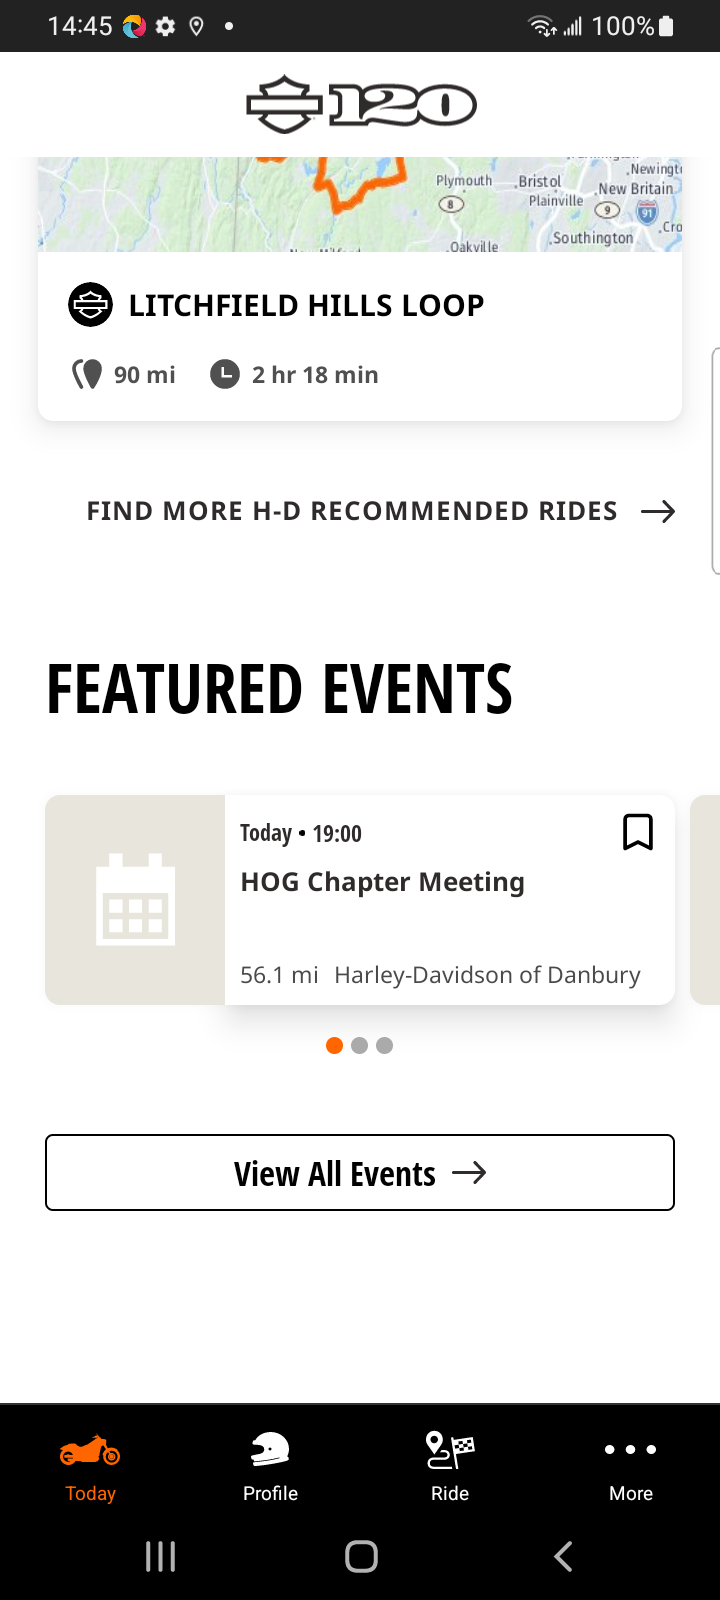 14:45
100%
120
Plymouth
Bristol
Newingt
New Britain
Plainville
8
9
91
Southington
Cro
Oakville
LITCHFIELD HILLS LOOP
90 mi 2 hr 18 min
FIND MORE H-D RECOMMENDED RIDES
FEATURED EVENTS
Today • 19:00
HOG Chapter Meeting
56.1 mi Harley-Davidson of Danbury
View All Events
Today Profile Ride More